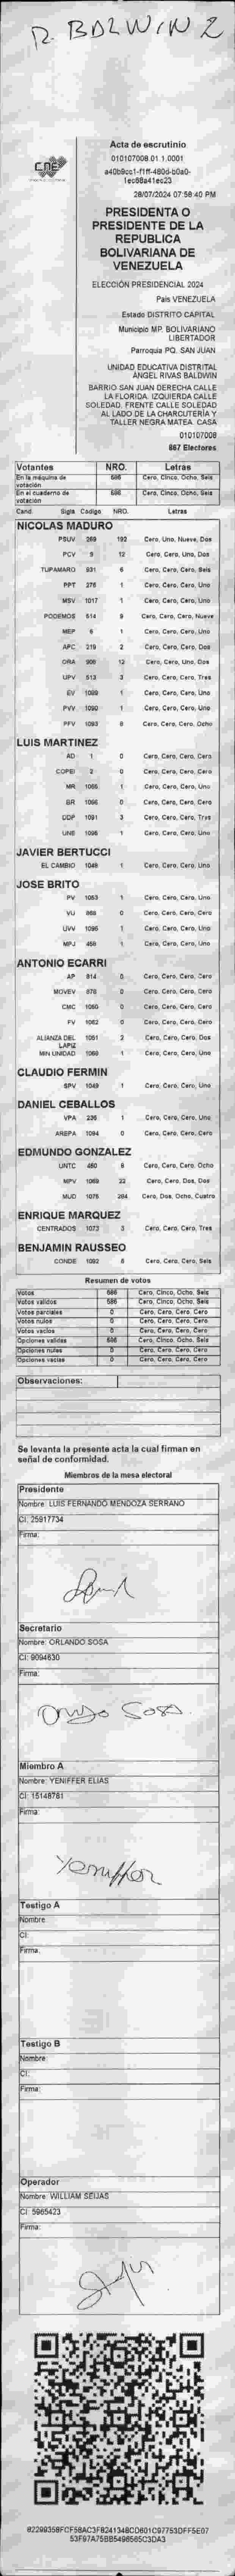 R. BALWIN 2
CNE
Acta de escrutinio
010107008.01.1.0001
28/07/2024 07:58:40 PM
PRESIDENTA O
PRESIDENTE DE LA
REPUBLICA
BOLIVARIANA DE
VENEZUELA
ELECCIÓN PRESIDENCIAL 2024
País VENEZUELA
Estado DISTRITO CAPITAL
Municipio MP. BOLIVARIANO
LIBERTADOR
Parroquia PQ. SAN JUAN
UNIDAD EDUCATIVA DISTRITAL
ANGEL RIVAS BALDWIN
BARRIO SAN JUAN DERECHA CALLE
LA FLORIDA. IZQUIERDA CALLE
SOLEDAD. FRENTE CALLE SOLEDAD
AL LADO DE LA CHARCUTERÍA Y
TALLER NEGRA MATEA. CASA
010107008
867 Electores
Votantes NRO. Letras
En la máquina de Cero, Cinco, Ocho, Seis
votación
En el cuaderno de Cero, Cinco, Ocho, Seis
votación
Cand. Sigla Codigo NRO. Letras
NICOLAS MADURO
PSUV 269 192 Cero, Uno, Nueve, Dos
PCV 9 12 Cero, Cero, Uno, Dos
TUPAMARO 931 6 Cero, Cero, Cero, Seis
PPT 275 1 Cero, Cero, Cero, Uno
MSV 1017 1 Cero, Cero, Cero, Uno
PODEMOS 514 9 Cero, Cero, Cero, Nueve
MEP 6 1 Cero, Cero, Cero, Uno
APC 219 2 Cero, Cero, Cero, Dos
ORA 906 12 Cero, Cero, Uno, Dos
UPV 513 3 Cero, Cero, Cero, Tres
EV 1089 1 Cero, Cero, Cero, Uno
PVV 1090 1 Cero, Cero, Cero, Uno
PFV 1093 8 Cero, Cero, Cero, Ocho
LUIS MARTINEZ
AD 1 0 Cero, Cero, Cero, Cero
COPEI 2 0 Cero, Cero, Cero, Cero
MR 1055 1 Cero, Cero, Cero, Uno
BR 1066 0 Cero, Cero, Cero, Cero
DDP 1091 3 Cero, Cero, Cero, Tres
UNE 1096 1 Cero, Cero, Cero, Uno
JAVIER BERTUCCI
EL CAMBIO 1048 1 Cero, Cero, Cero, Uno
JOSE BRITO
PV 1053 1 Cero, Cero, Cero, Uno
VU 868 0 Cero, Cero, Cero, Cero
UVV 1095 1 Cero, Cero, Cero, Uno
MPJ 458 1 Cero, Cero, Cero, Uno
ANTONIO ECARRI
AP 914 0 Cero, Cero, Cero, Cero
MOVEV 978 0 Cero, Cero, Cero, Cero
CMC 1060 0 Cero, Cero, Cero, Cero
FV 1062 0 Cero, Cero, Cero, Cero
ALIANZA DEL 1051 2 Cero, Cero, Cero, Dos
LAPIZ
MIN UNIDAD 1069 1 Cero, Cero, Cero, Uno
CLAUDIO FERMIN
SPV 1049 1 Cero, Cero, Cero, Uno
DANIEL CEBALLOS
VPA 236 1 Cero, Cero, Cero, Uno
AREPA 1094 0 Cero, Cero, Cero, Cero
EDMUNDO GONZALEZ
UNTC 450 8 Cero, Cero, Cero, Ocho
MPV 1069 22 Cero, Cero, Dos, Dos
MUD 1075 284 Cero, Dos, Ocho, Cuatro
ENRIQUE MARQUEZ
CENTRADOS 1072 3 Cero, Cero, Cero, Tres
BENJAMIN RAUSSEO
CONDE 1092 6 Cero, Cero, Cero, Seis
Resumen de votos
Votos 586 Cero, Cinco, Ocho, Seis
Votos validos 586 Cero, Cinco, Ocho, Seis
Votos parciales 0 Cero, Cero, Cero, Cero
Votos nulos 0 Cero, Cero, Cero, Cero
Votos vacios 0 Cero, Cero, Cero, Cero
Opciones validas 586 Cero, Cinco, Ocho, Seis
Opciones nulas 0 Cero, Cero, Cero, Cero
Opciones vacias 0 Cero, Cero, Cero, Cero
Observaciones:
Se levanta la presente acta la cual firman en
señal de conformidad.
Miembros de la mesa electoral
Presidente
Nombre: LUIS FERNANDO MENDOZA SERRANO
CI: 25917734
Firma:
Secretario
Nombre: ORLANDO SOSA
CI: 9094630
Firma:
Orlando Sosa
Miembro A
Nombre: YENIFFER ELIAS
CI: 15148781
Firma:
Yeniffer
Testigo A
Nombre:
CI:
Firma:
Testigo B
Nombre:
CI:
Firma:
Operador
Nombre: WILLIAM SEIJAS
CI: 5965423
Firma: